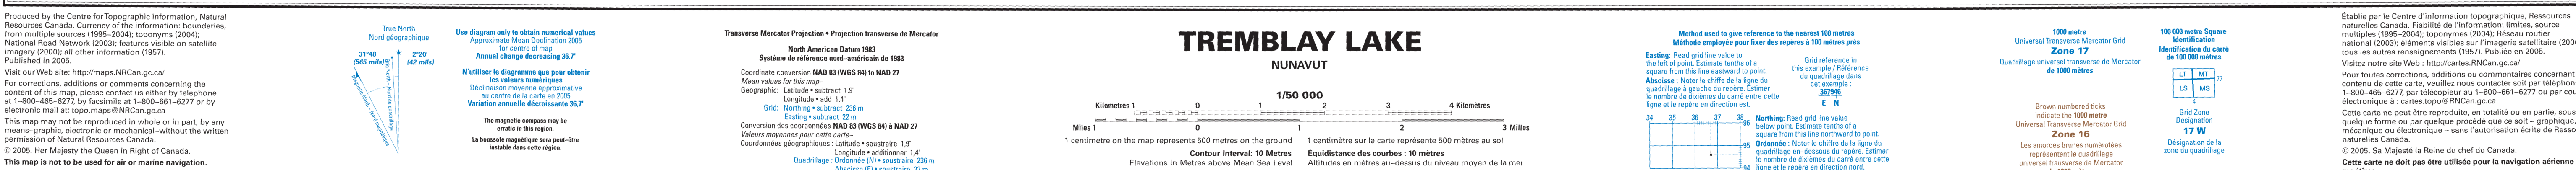 Produced by the Centre for Topographic Information, Natural
Resources Canada. Currency of the information: boundaries,
from multiple sources (1995–2004); toponyms (2004);
National Road Network (2003); features visible on satellite
imagery (2000); all other information (1957).
Published in 2005.
Visit our Web site: http://maps.NRCan.gc.ca/
For corrections, additions or comments concerning the
content of this map, please contact us either by telephone
at 1–800–465–6277, by facsimile at 1–800–661–6277 or by
electronic mail at: topo.maps@NRCan.gc.ca
This map may not be reproduced in whole or in part, by any
means–graphic, electronic or mechanical–without the written
permission of Natural Resources Canada.
© 2005. Her Majesty the Queen in Right of Canada.
This map is not to be used for air or marine navigation.
True North
Nord géographique
31°48'
(565 mils)
2°20'
(42 mils)
Magnetic North - Nord magnétique
Grid North - Nord du quadrillage
Use diagram only to obtain numerical values
Approximate Mean Declination 2005
for centre of map
Annual change decreasing 36.7'
N'utiliser le diagramme que pour obtenir
les valeurs numériques
Déclinaison moyenne approximative
au centre de la carte en 2005
Variation annuelle décroissante 36,7'
The magnetic compass may be
erratic in this region.
La boussole magnétique sera peut–être
instable dans cette région.
Transverse Mercator Projection • Projection transverse de Mercator
North American Datum 1983
Système de référence nord–américain de 1983
Coordinate conversion NAD 83 (WGS 84) to NAD 27
Mean values for this map–
Geographic: Latitude • subtract 1.9"
Longitude • add 1.4"
Grid: Northing • subtract 236 m
Easting • subtract 22 m
Conversion des coordonnées NAD 83 (WGS 84) à NAD 27
Valeurs moyennes pour cette carte–
Coordonnées géographiques : Latitude • soustraire 1,9"
Longitude • additionner 1,4"
Quadrillage : Ordonnée (N) • soustraire 236 m
Abscisse (E) • soustraire 22 m
TREMBLAY LAKE
NUNAVUT
1/50 000
Kilometres 1 0 1 2 3 4 Kilomètres
Miles 1 0 1 2 3 Milles
1 centimetre on the map represents 500 metres on the ground
1 centimètre sur la carte représente 500 mètres au sol
Contour Interval: 10 Metres
Équidistance des courbes : 10 mètres
Elevations in Metres above Mean Sea Level
Altitudes en mètres au–dessus du niveau moyen de la mer
Method used to give reference to the nearest 100 metres
Méthode employée pour fixer des repères à 100 mètres près
Easting: Read grid line value to
the left of point. Estimate tenths of a
square from this line eastward to point.
Abscisse : Noter le chiffre de la ligne du
quadrillage à gauche du repère. Estimer
le nombre de dixièmes du carré entre cette
ligne et le repère en direction est.
Grid reference in
this example / Référence
du quadrillage dans
cet exemple :
367946
E N
34 35 36 37 38
96
95
94
Northing: Read grid line value
below point. Estimate tenths of a
square from this line northward to point.
Ordonnée : Noter le chiffre de la ligne du
quadrillage en–dessous du repère. Estimer
le nombre de dixièmes du carré entre cette
ligne et le repère en direction nord.
1000 metre
Universal Transverse Mercator Grid
Zone 17
Quadrillage universel transverse de Mercator
de 1000 mètres
Brown numbered ticks
indicate the 1000 metre
Universal Transverse Mercator Grid
Zone 16
Les amorces brunes numérotées
représentent le quadrillage
universel transverse de Mercator
100 000 metre Square
Identification
Identification du carré
de 100 000 mètres
LT MT
LS MS
77
4
Grid Zone
Designation
17 W
Désignation de la
zone du quadrillage
Établie par le Centre d'information topographique, Ressources
naturelles Canada. Fiabilité de l'information: limites, source
multiples (1995–2004); toponymes (2004); Réseau routier
national (2003); éléments visibles sur l'imagerie satellitaire (200
tous les autres renseignements (1957). Publiée en 2005.
Visitez notre site Web : http://cartes.NRCan.gc.ca/
Pour toutes corrections, additions ou commentaires concernant
contenu de cette carte, veuillez nous contacter soit par téléphone
1–800–465–6277, par télécopieur au 1–800–661–6277 ou par cou
électronique à : cartes.topo@NRCan.gc.ca
Cette carte ne peut être reproduite, en totalité ou en partie, sous
quelque forme ou par quelque procédé que ce soit – graphique,
mécanique ou électronique – sans l'autorisation écrite de Resso
naturelles Canada.
© 2005. Sa Majesté la Reine du chef du Canada.
Cette carte ne doit pas être utilisée pour la navigation aérienne